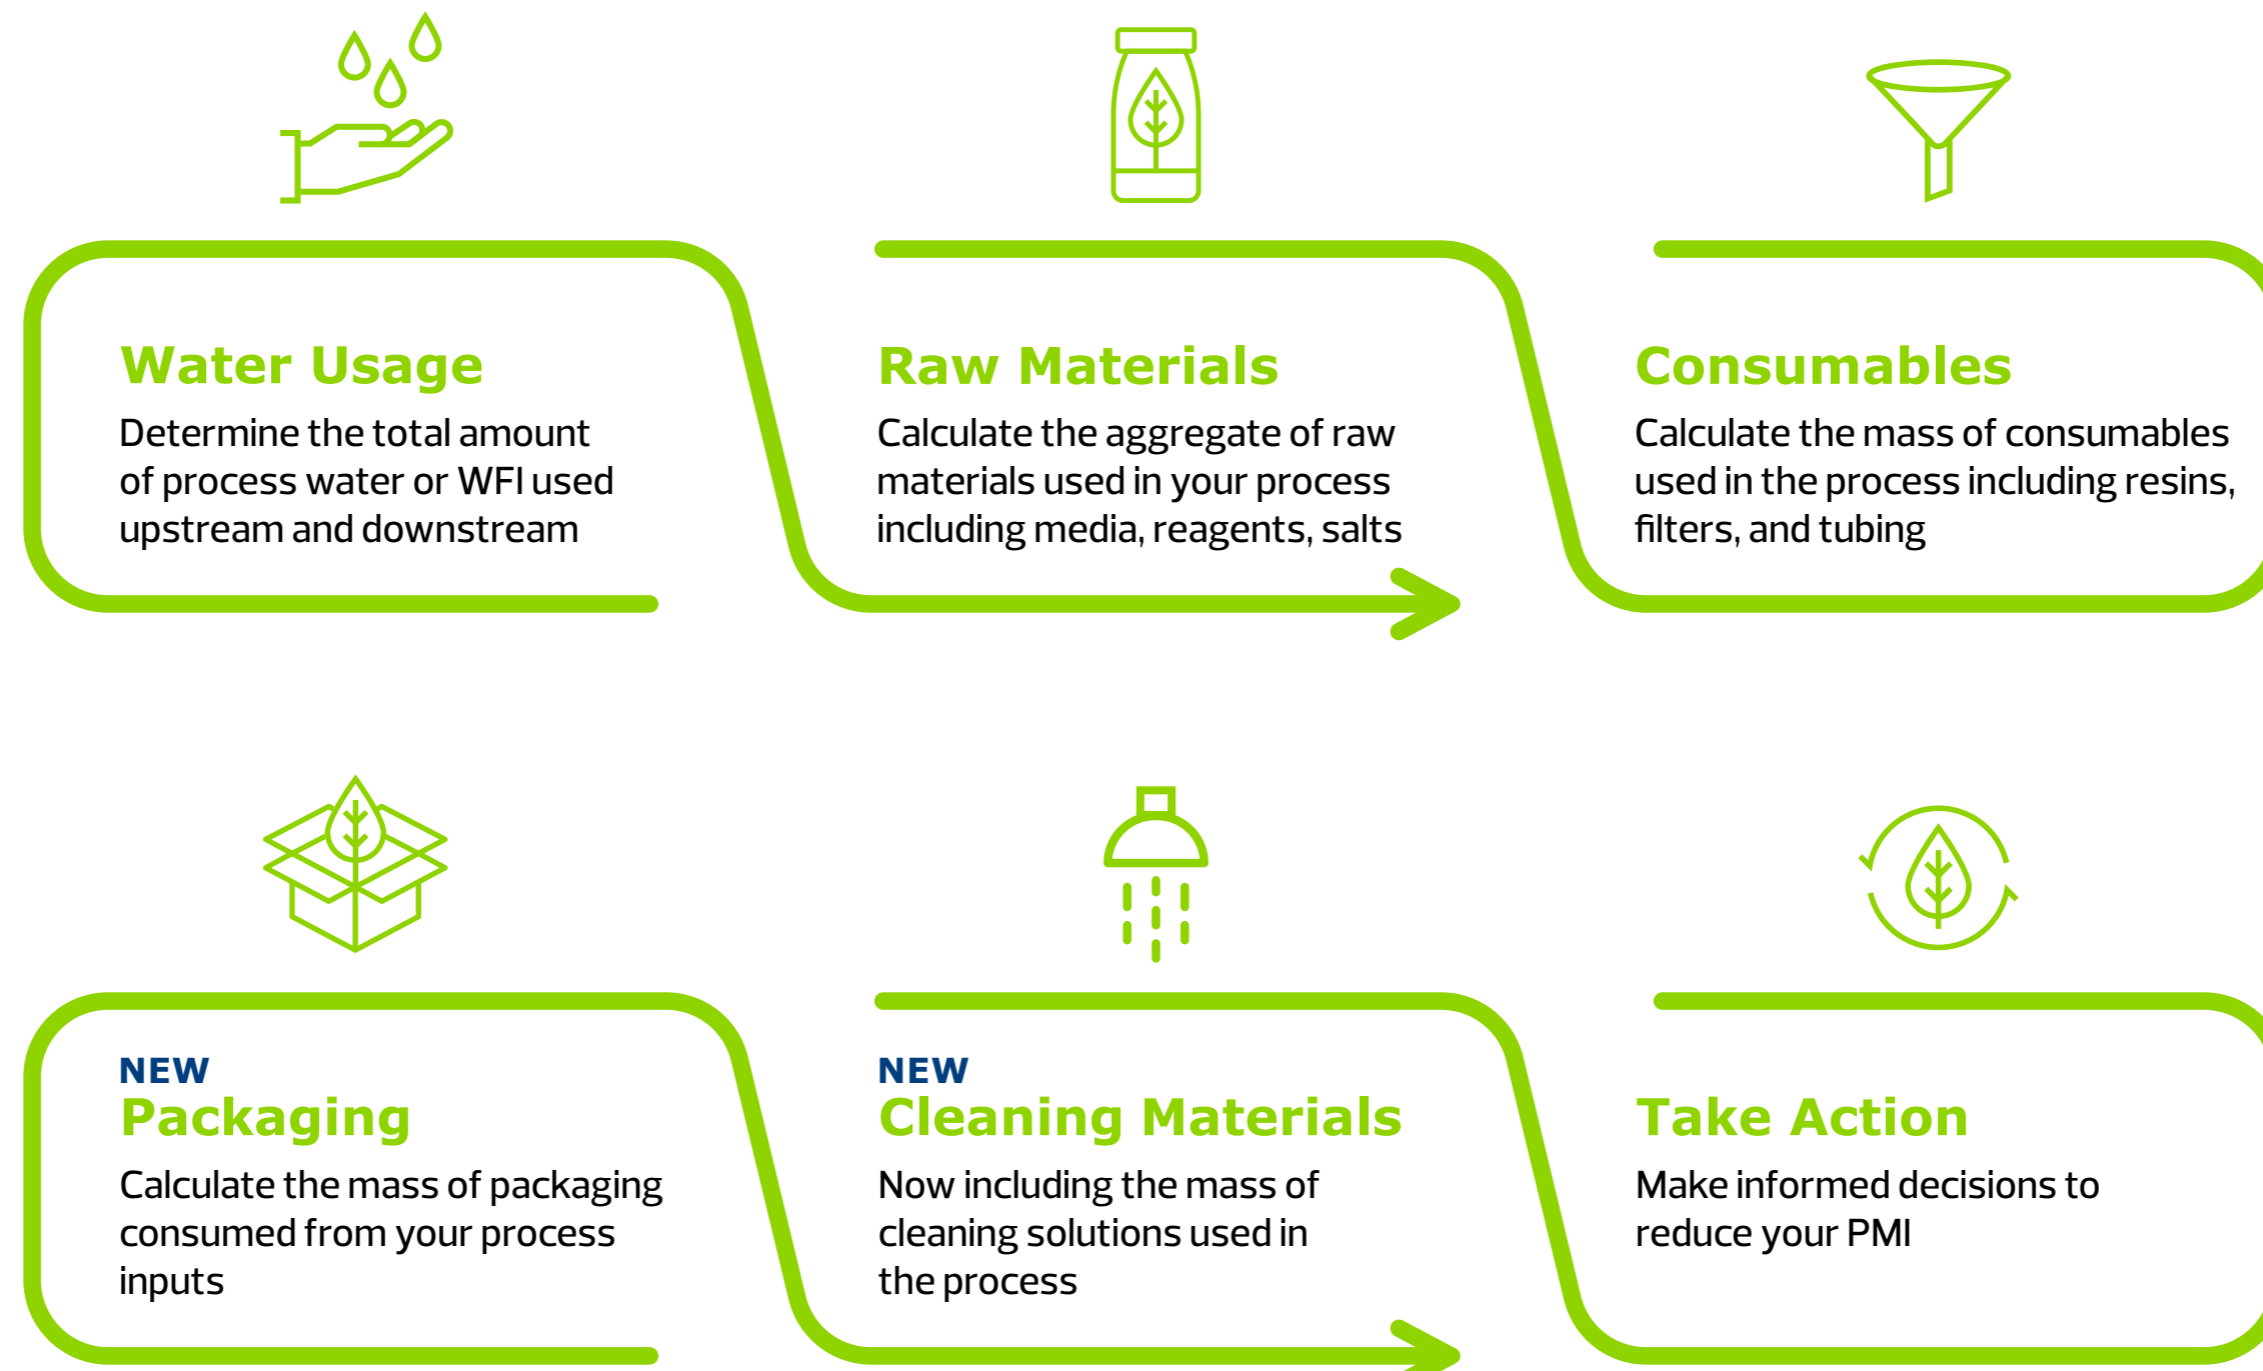 Water Usage
Determine the total amount
of process water or WFI used
upstream and downstream
Raw Materials
Calculate the aggregate of raw
materials used in your process
including media, reagents, salts
Consumables
Calculate the mass of consumables
used in the process including resins,
filters, and tubing
NEW
Packaging
Calculate the mass of packaging
consumed from your process
inputs
NEW
Cleaning Materials
Now including the mass of
cleaning solutions used in
the process
Take Action
Make informed decisions to
reduce your PMI